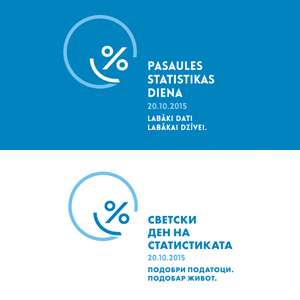 %
PASAULES
STATISTIKAS
DIENA
20.10.2015
LABĀKI DATI
LABĀKAI DZĪVEI.
%
СВЕТСКИ
ДЕН НА
СТАТИСТИКАТА
20.10.2015
ПОДОБРИ ПОДАТОЦИ.
ПОДОБАР ЖИВОТ.